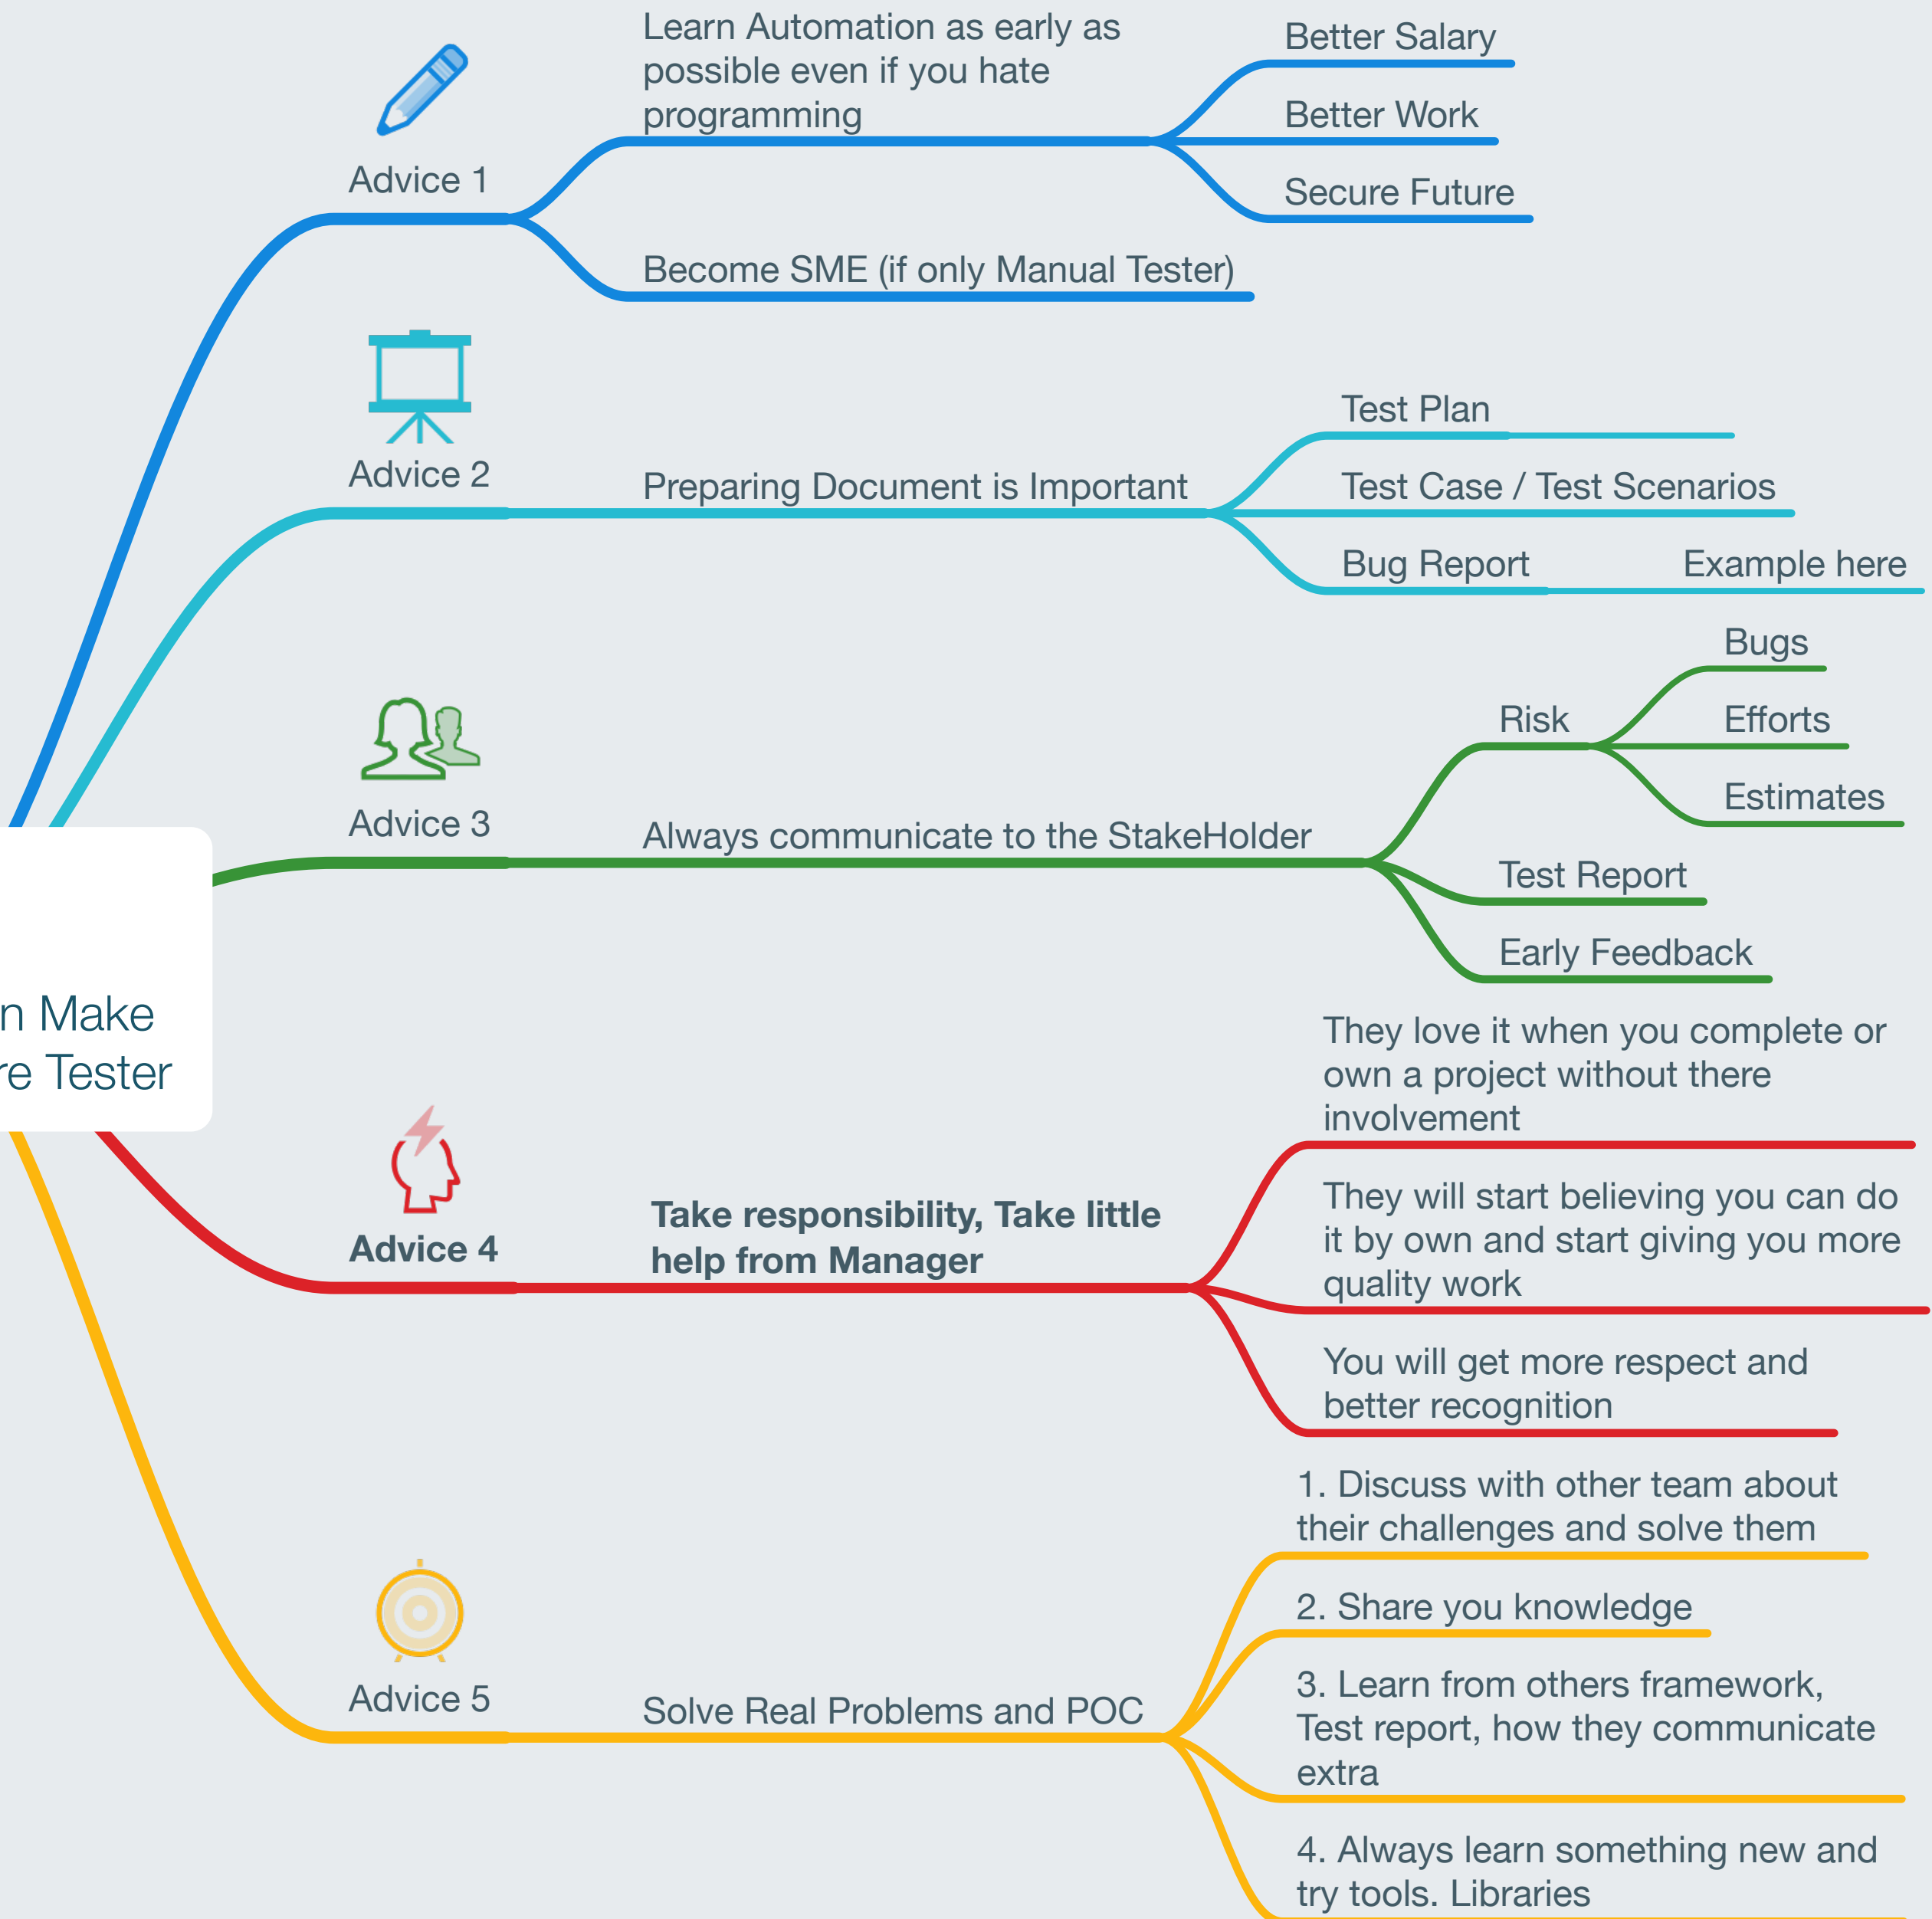 Learn Automation as early as
possible even if you hate
programming
Better Salary
Better Work
Secure Future
Advice 1
Become SME (if only Manual Tester)
Advice 2
Preparing Document is Important
Test Plan
Test Case / Test Scenarios
Bug Report
Example here
Advice 3
Always communicate to the StakeHolder
Risk
Bugs
Efforts
Estimates
Test Report
Early Feedback
n Make
re Tester
Advice 4
Take responsibility, Take little
help from Manager
They love it when you complete or
own a project without there
involvement
They will start believing you can do
it by own and start giving you more
quality work
You will get more respect and
better recognition
Advice 5
Solve Real Problems and POC
1. Discuss with other team about
their challenges and solve them
2. Share you knowledge
3. Learn from others framework,
Test report, how they communicate
extra
4. Always learn something new and
try tools. Libraries